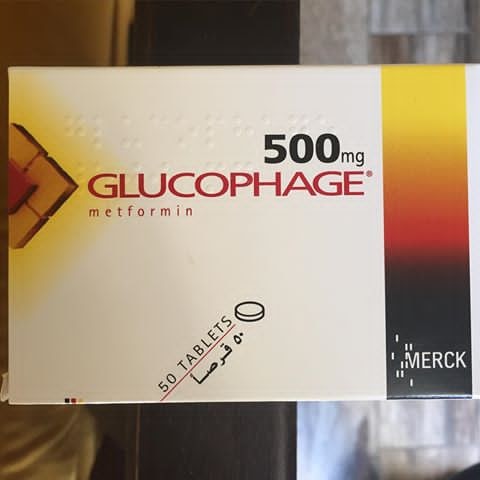 500mg
GLUCOPHAGE®
metformin
50 TABLETS
٥٠ قرصا
MERCK